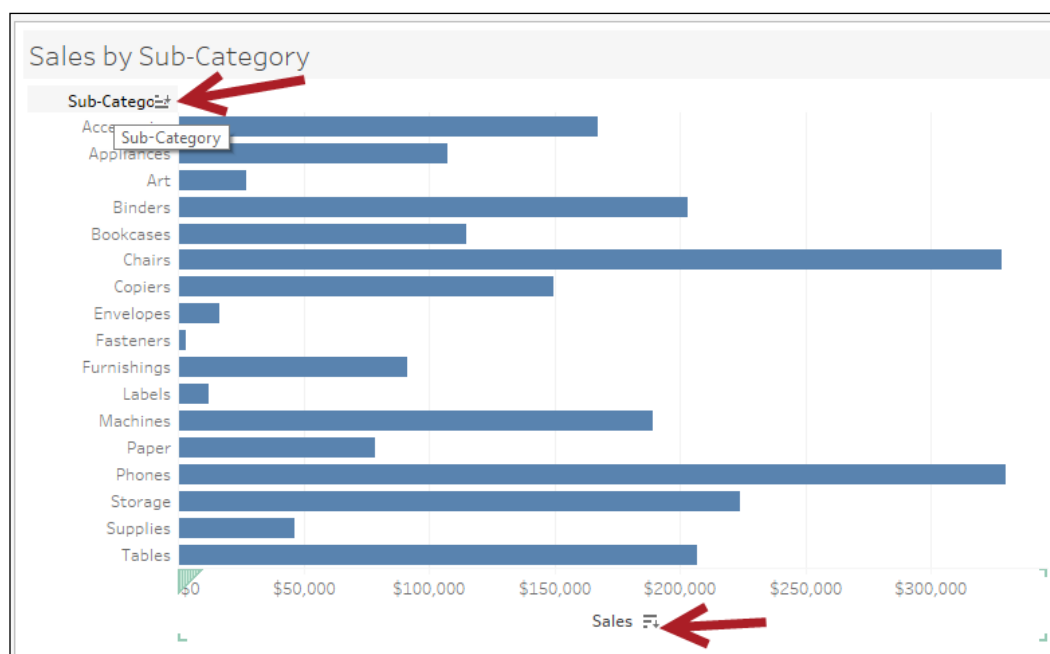 Sales by Sub-Category
Sub-Catego
Acce
Sub-Category
Appliances
Art
Binders
Bookcases
Chairs
Copiers
Envelopes
Fasteners
Furnishings
Labels
Machines
Paper
Phones
Storage
Supplies
Tables
$0 $50,000 $100,000 $150,000 $200,000 $250,000 $300,000
Sales